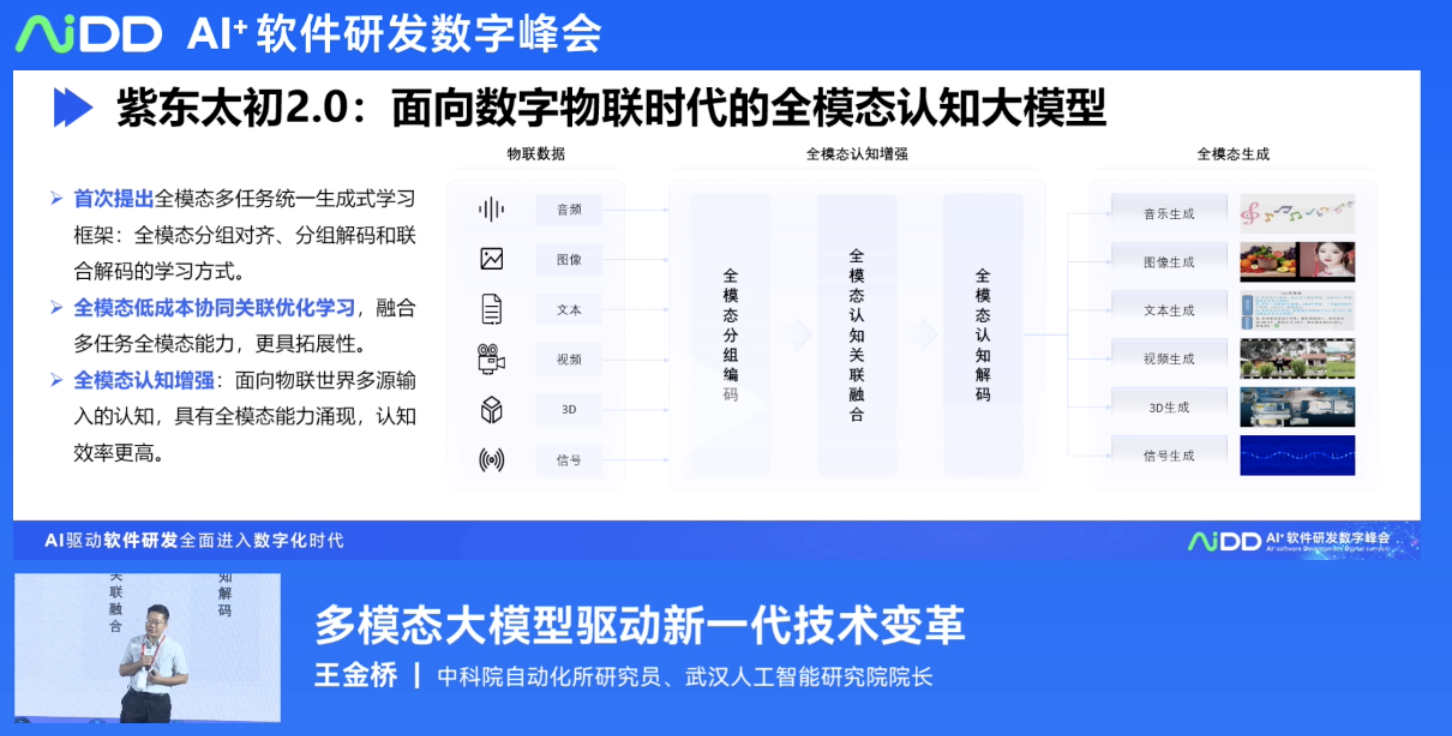 AiDD AI+ 软件研发数字峰会
紫东太初2.0：面向数字物联时代的全模态认知大模型
首次提出全模态多任务统一生成式学习
框架：全模态分组对齐、分组解码和联
合解码的学习方式。
全模态低成本协同关联优化学习，融合
多任务全模态能力，更具拓展性。
全模态认知增强：面向物联世界多源输
入的认知，具有全模态能力涌现，认知
效率更高。
物联数据
音频
图像
文本
视频
3D
信号
全模态认知增强
全模态分组编码
全模态认知关联融合
全模态认知解码
全模态生成
音乐生成
图像生成
文本生成
视频生成
3D生成
信号生成
AI驱动软件研发全面进入数字化时代
AiDD AI+ 软件研发数字峰会
关联融合
知解码
多模态大模型驱动新一代技术变革
王金桥 | 中科院自动化所研究员、武汉人工智能研究院院长